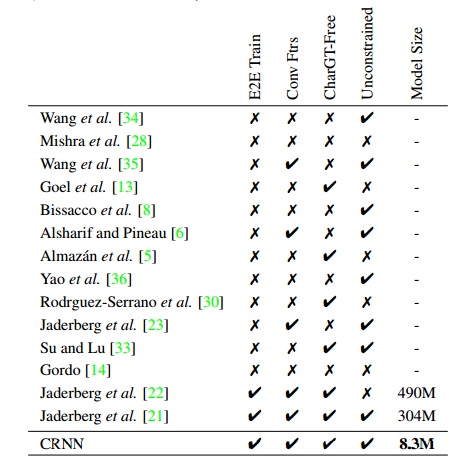 E2E Train Conv Ftrs CharGT-Free Unconstrained Model Size
Wang et al. [34] ✗ ✗ ✗ ✔ -
Mishra et al. [28] ✗ ✗ ✗ ✗ -
Wang et al. [35] ✗ ✔ ✗ ✔ -
Goel et al. [13] ✗ ✗ ✔ ✗ -
Bissacco et al. [8] ✗ ✗ ✗ ✔ -
Alsharif and Pineau [6] ✗ ✔ ✗ ✔ -
Almazán et al. [5] ✗ ✗ ✔ ✗ -
Yao et al. [36] ✗ ✗ ✗ ✔ -
Rodrguez-Serrano et al. [30] ✗ ✗ ✔ ✗ -
Jaderberg et al. [23] ✗ ✔ ✗ ✔ -
Su and Lu [33] ✗ ✗ ✔ ✔ -
Gordo [14] ✗ ✗ ✗ ✗ -
Jaderberg et al. [22] ✔ ✔ ✔ ✗ 490M
Jaderberg et al. [21] ✔ ✔ ✔ ✔ 304M
CRNN ✔ ✔ ✔ ✔ 8.3M